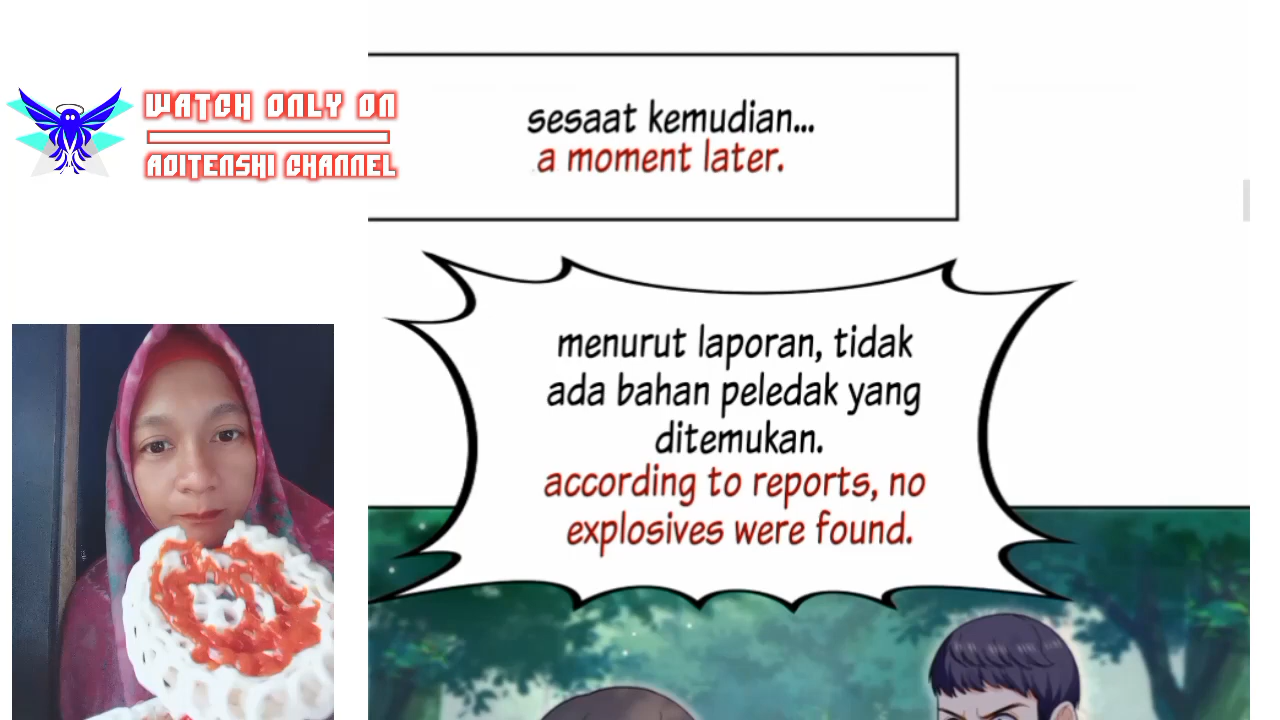 WATCH ONLY ON
ADITENSHI CHANNEL
sesaat kemudian...
a moment later.
menurut laporan, tidak
ada bahan peledak yang
ditemukan.
according to reports, no
explosives were found.